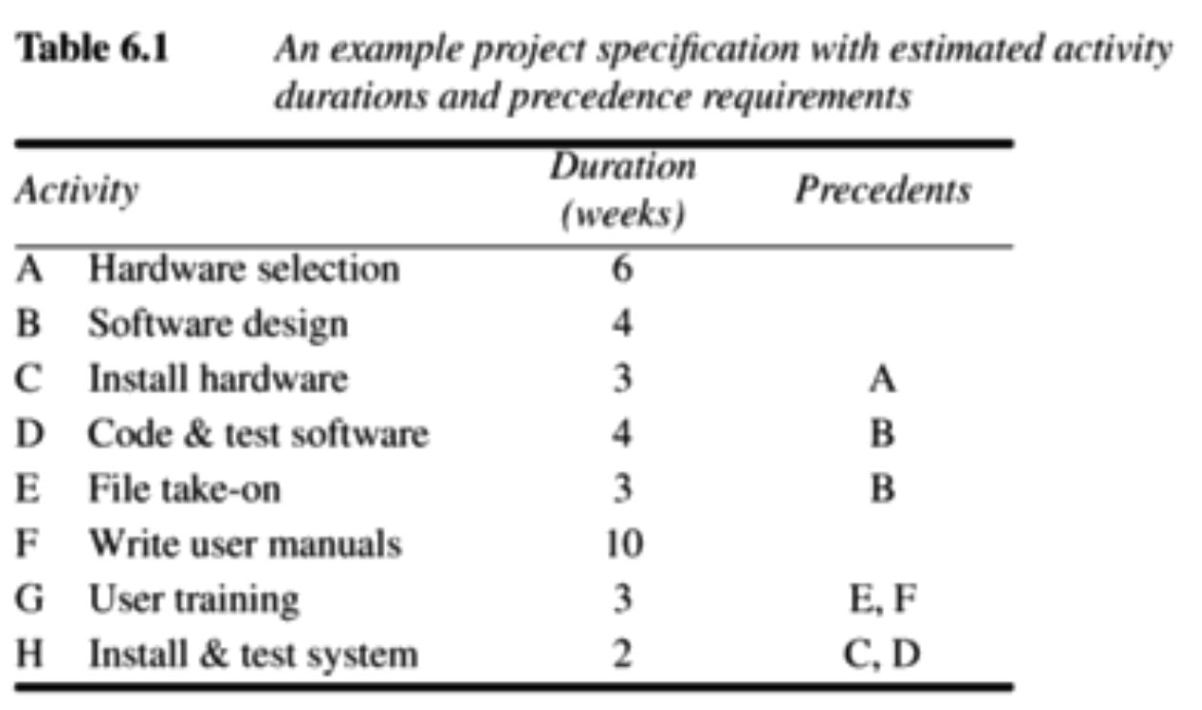 Table 6.1 An example project specification with estimated activity
durations and precedence requirements
Activity Duration (weeks) Precedents
A Hardware selection 6
B Software design 4
C Install hardware 3 A
D Code & test software 4 B
E File take-on 3 B
F Write user manuals 10
G User training 3 E, F
H Install & test system 2 C, D